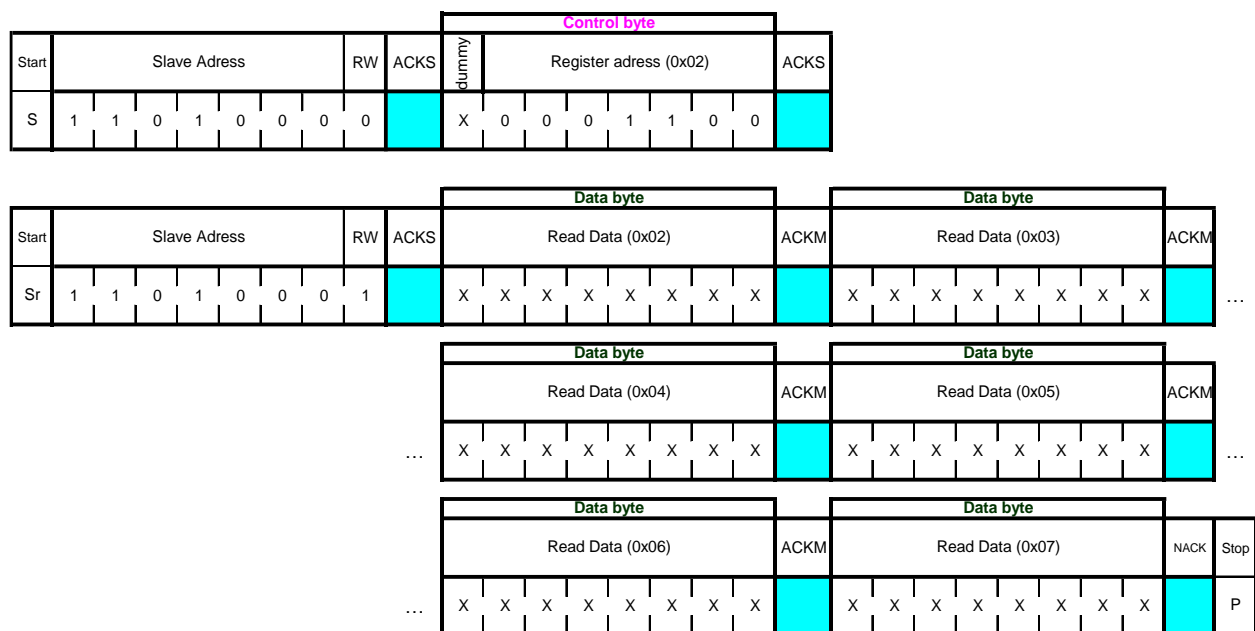 Control byte
Start Slave Adress RW ACKS dummy Register adress (0x02) ACKS
S 1 1 0 1 0 0 0 0 X 0 0 0 1 1 0 0
Data byte Data byte
Start Slave Adress RW ACKS Read Data (0x02) ACKM Read Data (0x03) ACKM
Sr 1 1 0 1 0 0 0 1 X X X X X X X X X X X X X X X X …
Data byte Data byte
Read Data (0x04) ACKM Read Data (0x05) ACKM
… X X X X X X X X X X X X X X X X …
Data byte Data byte
Read Data (0x06) ACKM Read Data (0x07) NACK Stop
… X X X X X X X X X X X X X X X X P